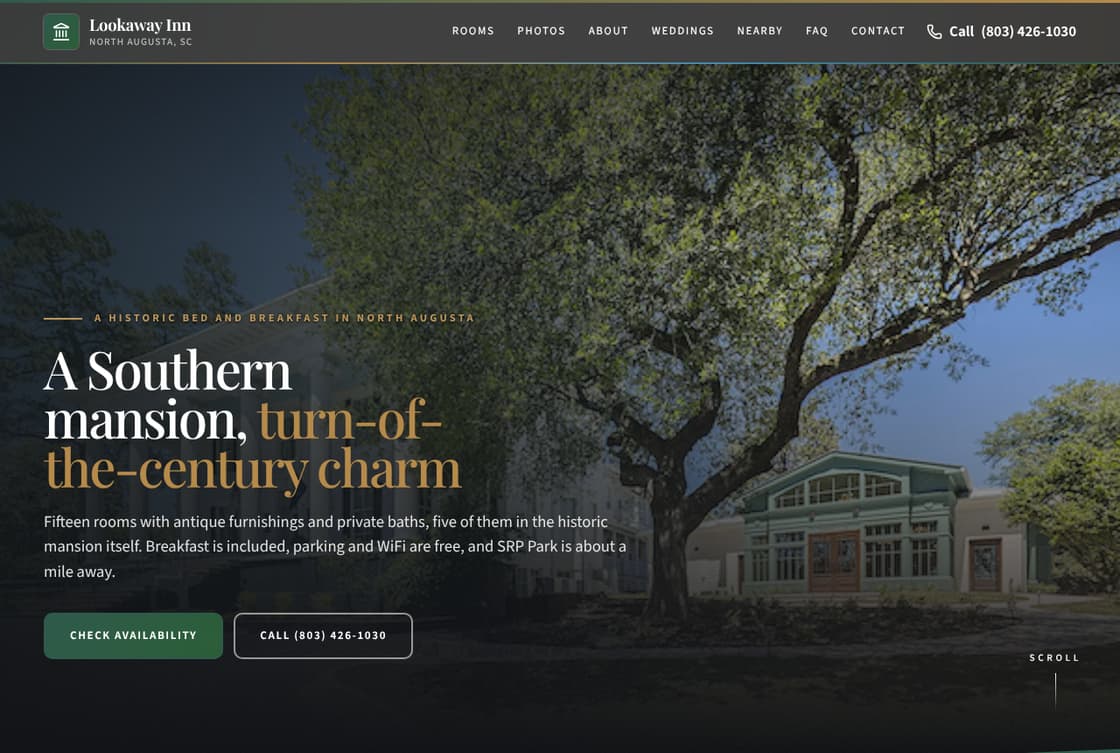 Lookaway Inn
NORTH AUGUSTA, SC
ROOMS
PHOTOS
ABOUT
WEDDINGS
NEARBY
FAQ
CONTACT
Call (803) 426-1030
A HISTORIC BED AND BREAKFAST IN NORTH AUGUSTA
A Southern
mansion, turn-of-
the-century charm
Fifteen rooms with antique furnishings and private baths, five of them in the historic
mansion itself. Breakfast is included, parking and WiFi are free, and SRP Park is about a
mile away.
CHECK AVAILABILITY
CALL (803) 426-1030
SCROLL